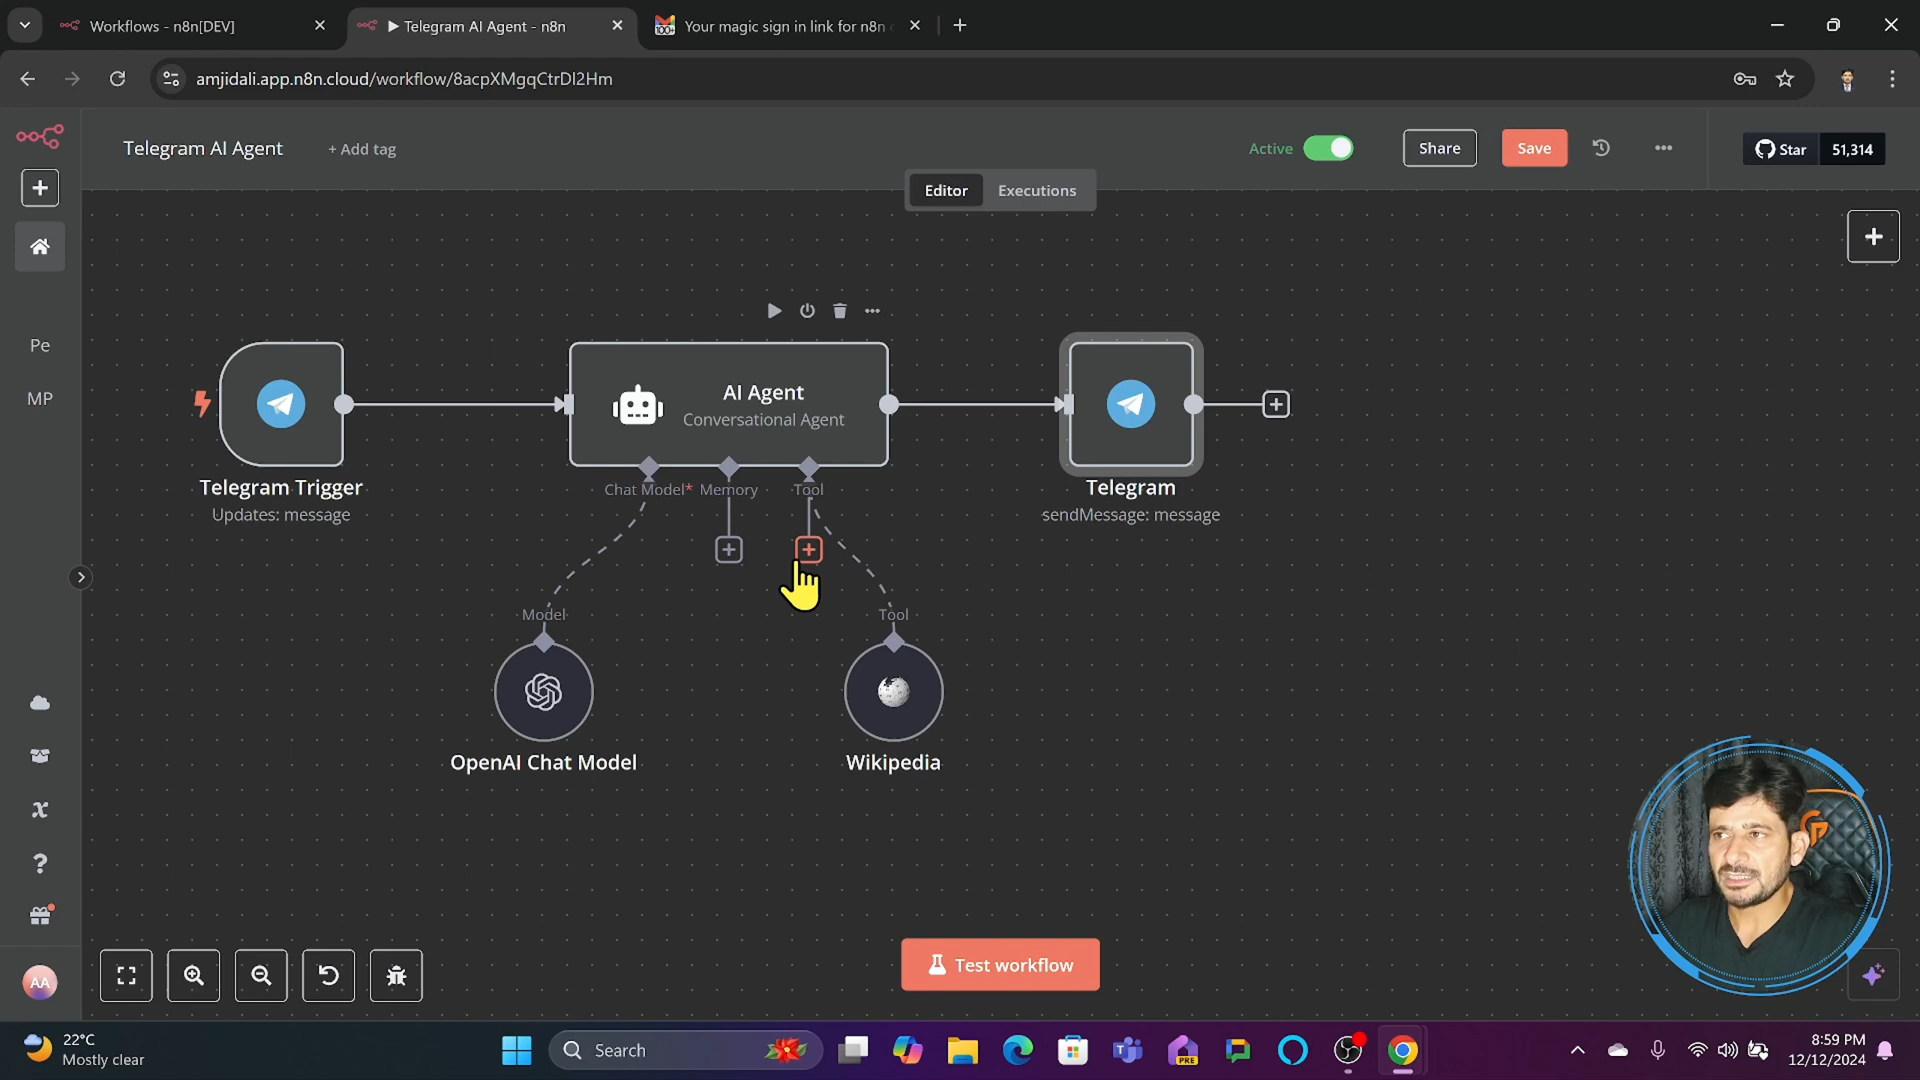 Workflows - n8n[DEV]
▶ Telegram AI Agent - n8n
100+
Your magic sign in link for n8n
amjidali.app.n8n.cloud/workflow/8acpXMgqCtrDI2Hm
Telegram AI Agent
+ Add tag
Active
Share
Save
Star
51,314
Editor
Executions
Pe
MP
AI Agent
Conversational Agent
Telegram Trigger
Updates: message
Chat Model*
Memory
Tool
Telegram
sendMessage: message
Model
Tool
OpenAI Chat Model
Wikipedia
AA
Test workflow
22°C
Mostly clear
Search
PRE
8:59 PM
12/12/2024